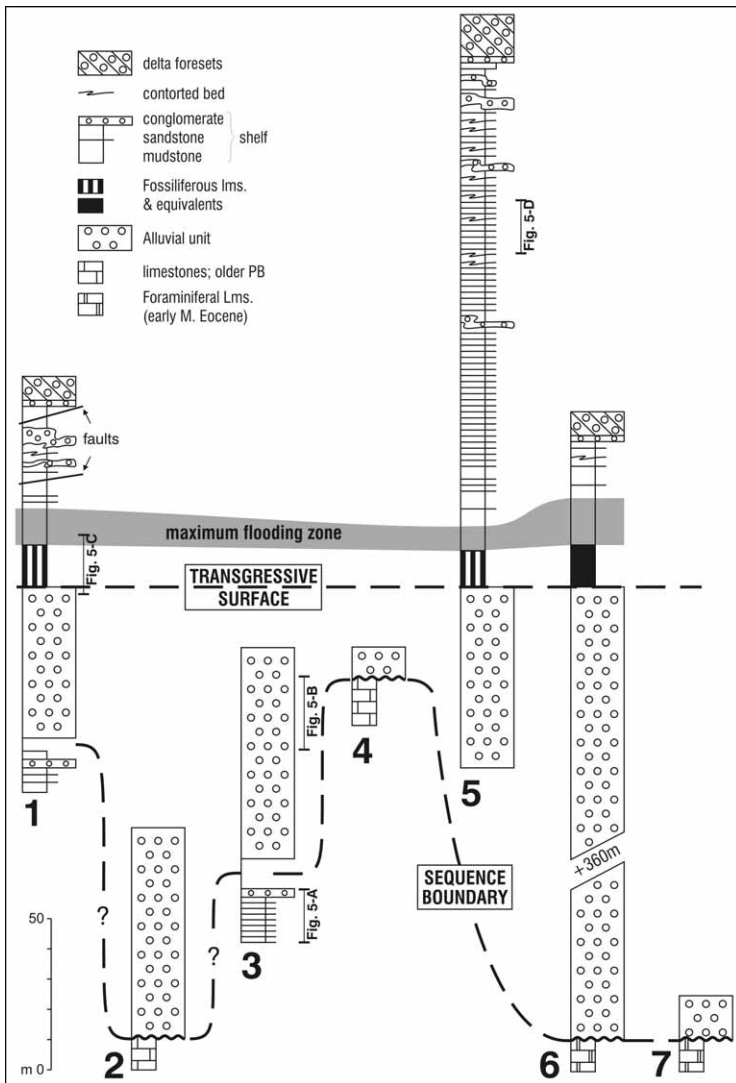 delta foresets
contorted bed
conglomerate
sandstone
mudstone
shelf
Fossiliferous lms.
& equivalents
Alluvial unit
limestones; older PB
Foraminiferal Lms.
(early M. Eocene)
Fig. 5-D
faults
maximum flooding zone
Fig. 5-C
TRANSGRESSIVE
SURFACE
Fig. 5-B
4
5
1
+360m
SEQUENCE
BOUNDARY
50
?
?
Fig. 5-A
3
2
6
7
m 0